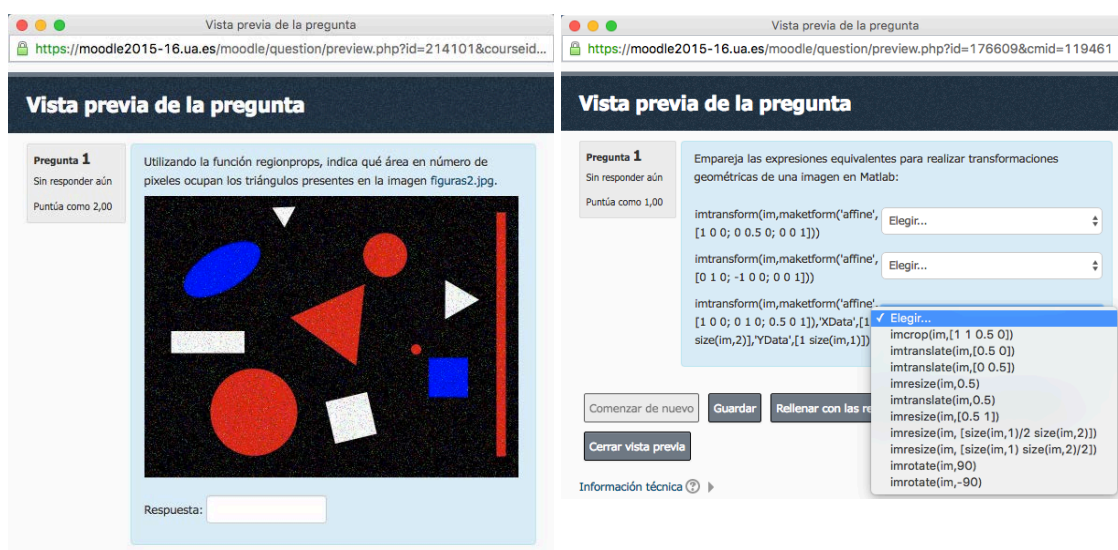 Vista previa de la pregunta
https://moodle2015-16.ua.es/moodle/question/preview.php?id=214101&courseid...
Vista previa de la pregunta
Pregunta 1
Sin responder aún
Puntúa como 2,00
Utilizando la función regionprops, indica qué área en número de
pixeles ocupan los triángulos presentes en la imagen figuras2.jpg.
Respuesta:
Vista previa de la pregunta
https://moodle2015-16.ua.es/moodle/question/preview.php?id=176609&cmid=119461
Vista previa de la pregunta
Pregunta 1
Sin responder aún
Puntúa como 1,00
Empareja las expresiones equivalentes para realizar transformaciones
geométricas de una imagen en Matlab:
imtransform(im,maketform('affine',
[1 0 0; 0 0.5 0; 0 0 1]))
Elegir...
imtransform(im,maketform('affine',
[0 1 0; -1 0 0; 0 0 1]))
Elegir...
imtransform(im,maketform('affine',
[1 0 0; 0 1 0; 0.5 0 1]),'XData',[1
size(im,2)],'YData',[1 size(im,1)])
✓ Elegir...
imcrop(im,[1 1 0.5 0])
imtranslate(im,[0.5 0])
imtranslate(im,[0 0.5])
imresize(im,0.5)
imtranslate(im,0.5)
imresize(im,[0.5 1])
imresize(im, [size(im,1)/2 size(im,2)])
imresize(im, [size(im,1) size(im,2)/2])
imrotate(im,90)
imrotate(im,-90)
Comenzar de nuevo
Guardar
Rellenar con las re
Cerrar vista previa
Información técnica